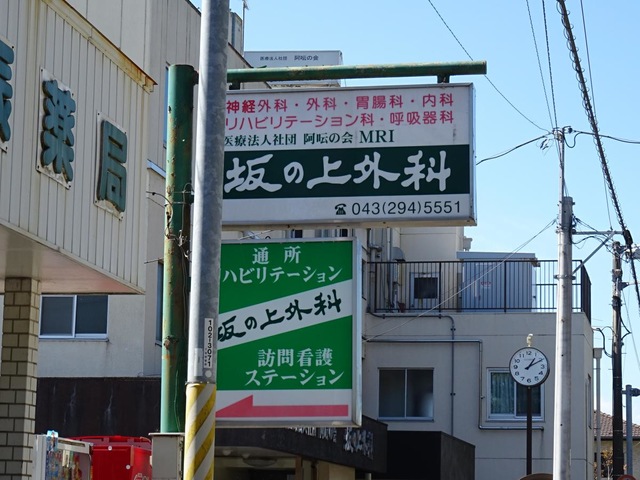 薬局
医療法人社団 阿吽の会
神経外科・外科・胃腸科・内科
リハビリテーション科・呼吸器科
医療法人社団 阿吽の会 MRI
坂の上外科
☎ 043(294)5551
通所
リハビリテーション
坂の上外科
訪問看護
ステーション